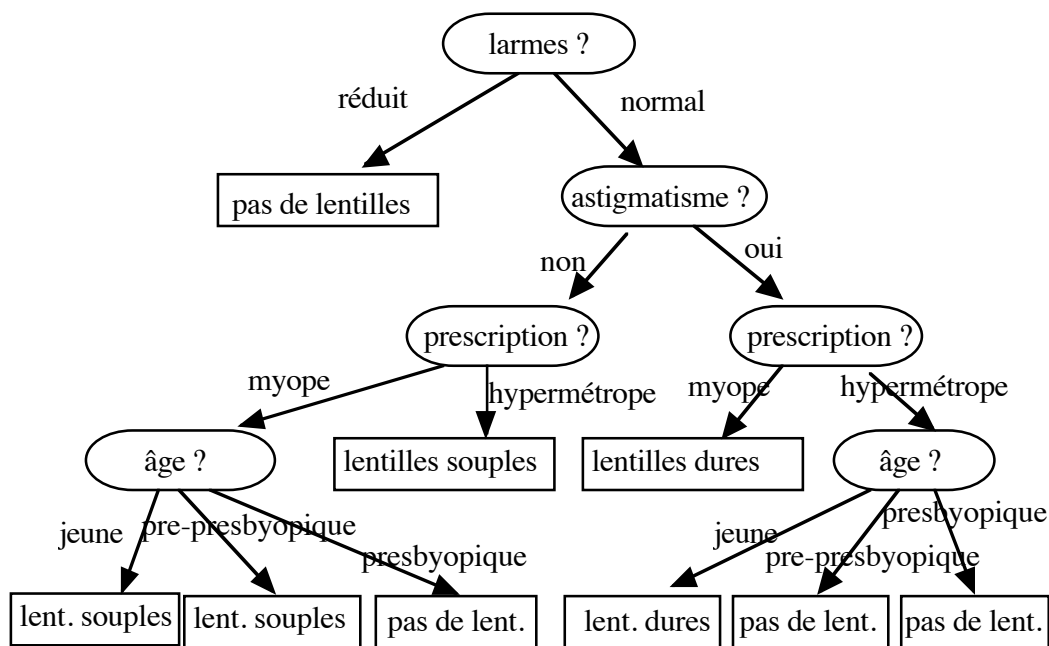 larmes ?
réduit
normal
pas de lentilles
astigmatisme ?
non
oui
prescription ?
prescription ?
myope
hypermétrope
myope
hypermétrope
âge ?
lentilles souples
lentilles dures
âge ?
jeune
pre-presbyopique
presbyopique
jeune
pre-presbyopique
presbyopique
lent. souples
lent. souples
pas de lent.
lent. dures
pas de lent.
pas de lent.